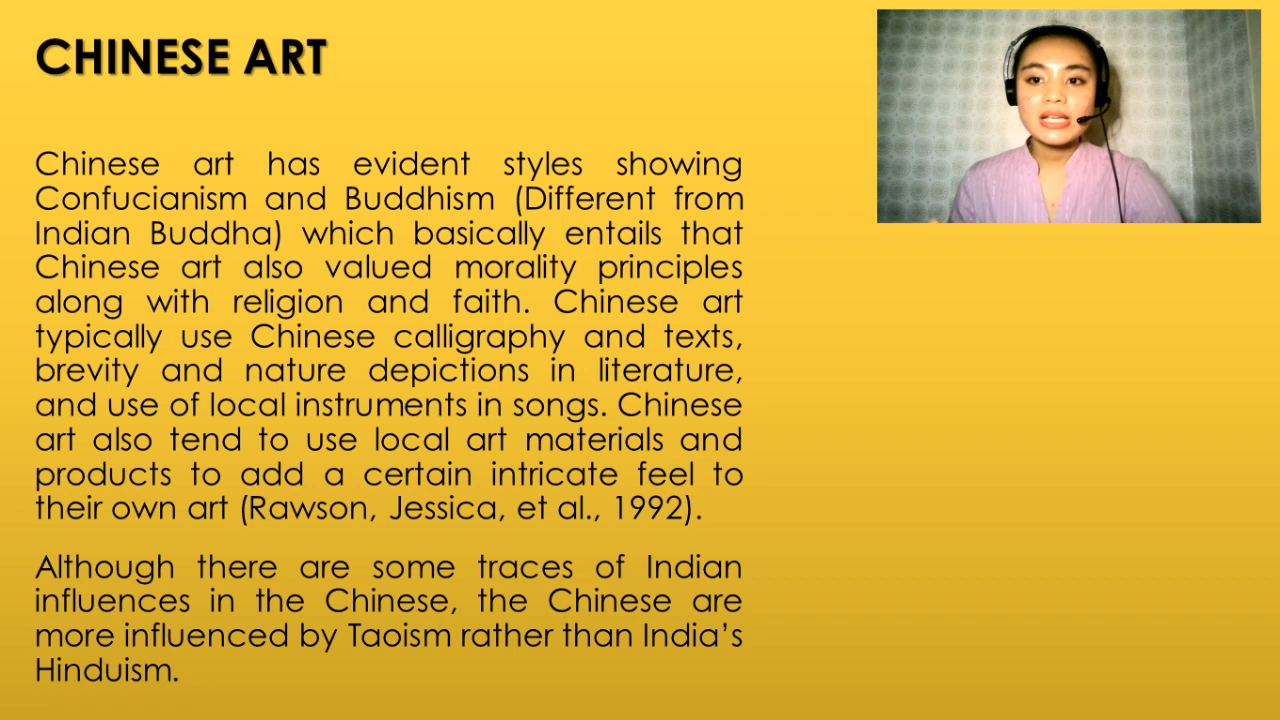 CHINESE ART
Chinese art has evident styles showing
Confucianism and Buddhism (Different from
Indian Buddha) which basically entails that
Chinese art also valued morality principles
along with religion and faith. Chinese art
typically use Chinese calligraphy and texts,
brevity and nature depictions in literature,
and use of local instruments in songs. Chinese
art also tend to use local art materials and
products to add a certain intricate feel to
their own art (Rawson, Jessica, et al., 1992).
Although there are some traces of Indian
influences in the Chinese, the Chinese are
more influenced by Taoism rather than India’s
Hinduism.